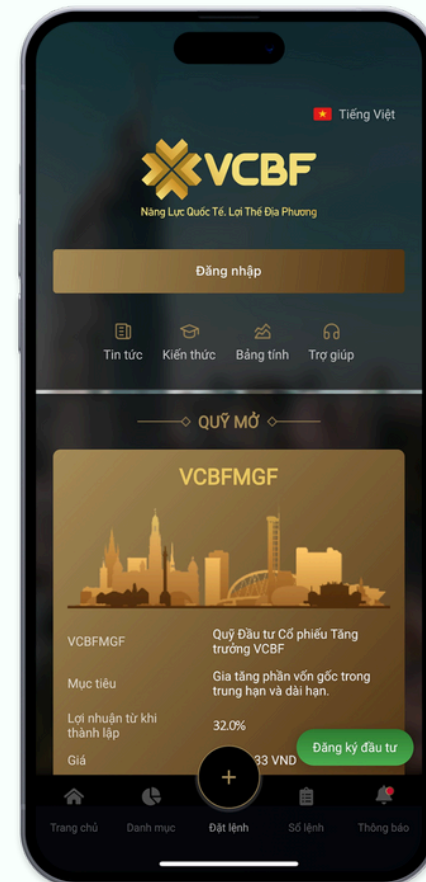 Tiếng Việt
VCBF
Năng Lực Quốc Tế. Lợi Thế Địa Phương
Đăng nhập
Tin tức Kiến thức Bảng tính Trợ giúp
QUỸ MỞ
VCBFMGF
VCBFMGF Quỹ Đầu tư Cổ phiếu Tăng
trưởng VCBF
Mục tiêu Gia tăng phần vốn gốc trong
trung hạn và dài hạn.
Lợi nhuận từ khi
thành lập 32.0%
Giá 33 VND
Đăng ký đầu tư
+
Trang chủ Danh mục Đặt lệnh Sổ lệnh Thông báo